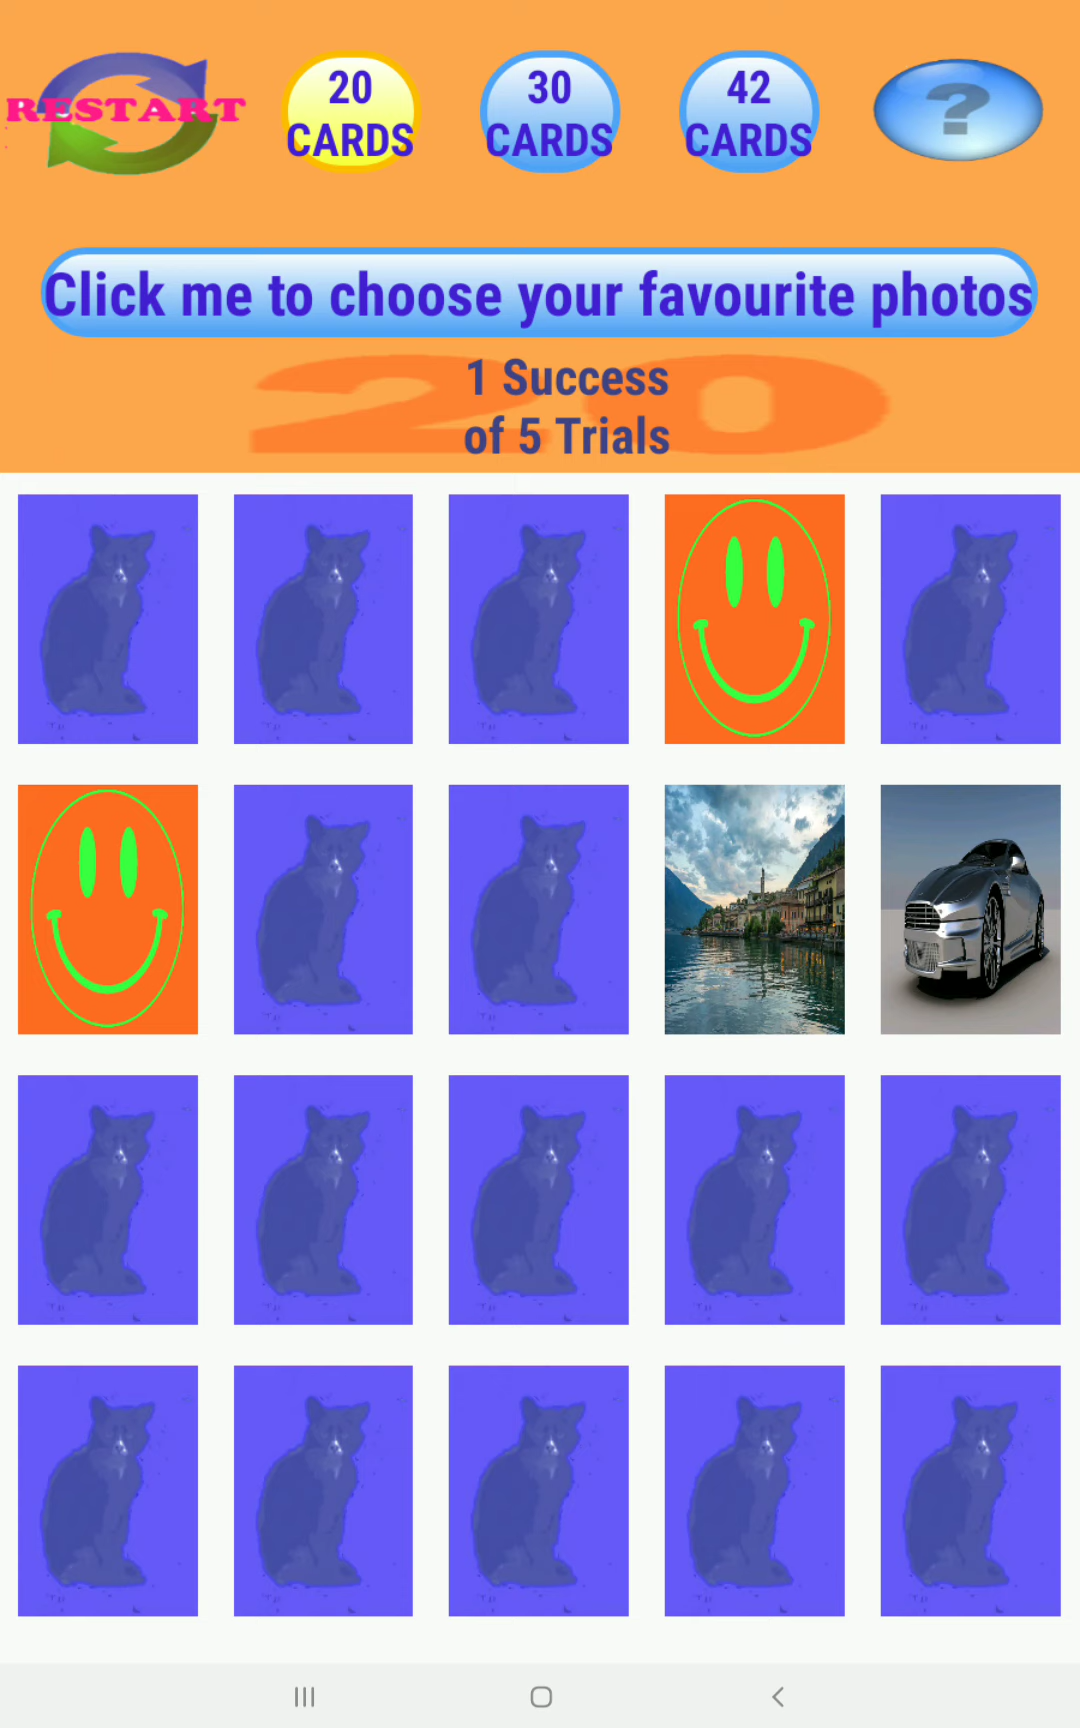 RESTART
20
CARDS
30
CARDS
42
CARDS
?
Click me to choose your favourite photos
20
1 Success
of 5 Trials